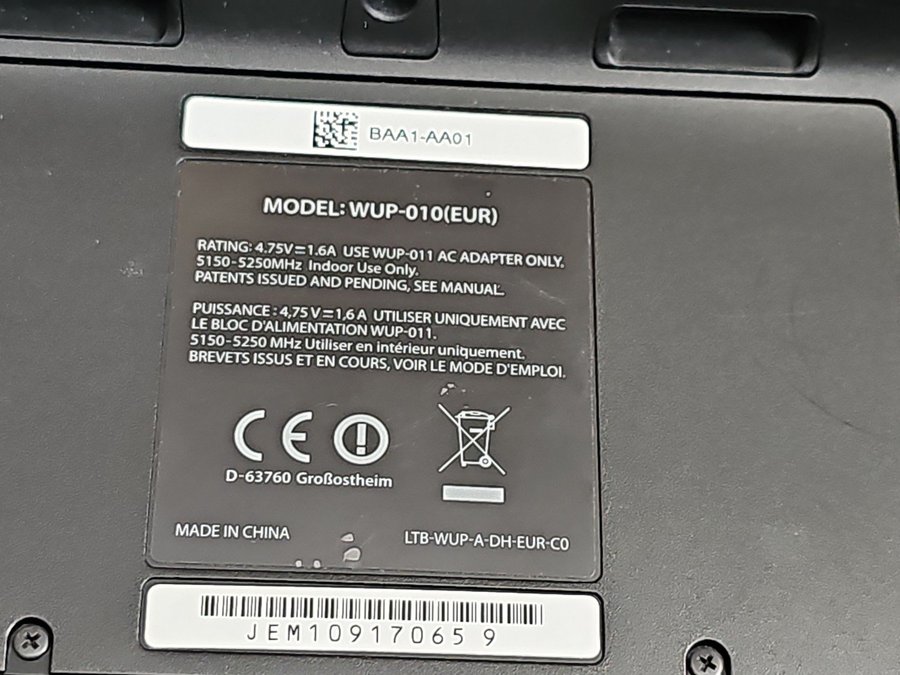 BAA1-AA01
MODEL: WUP-010(EUR)
RATING: 4.75V⎓1.6A USE WUP-011 AC ADAPTER ONLY.
5150-5250MHz Indoor Use Only.
PATENTS ISSUED AND PENDING, SEE MANUAL.
PUISSANCE : 4,75 V⎓1,6 A UTILISER UNIQUEMENT AVEC
LE BLOC D'ALIMENTATION WUP-011.
5150-5250 MHz Utiliser en intérieur uniquement.
BREVETS ISSUS ET EN COURS, VOIR LE MODE D'EMPLOI.
CE
D-63760 Großostheim
MADE IN CHINA
LTB-WUP-A-DH-EUR-C0
JEM10917065 9